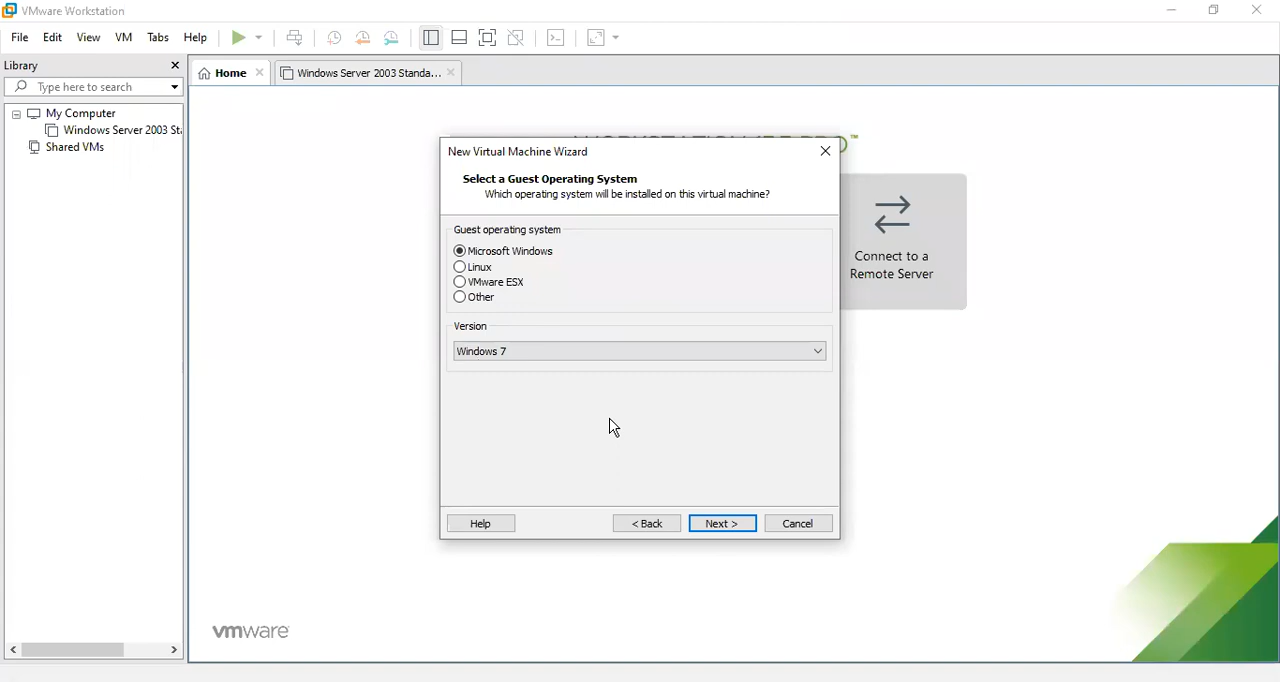 VMware Workstation
File Edit View VM Tabs Help
Library
Type here to search
My Computer
Windows Server 2003 St
Shared VMs
Home
Windows Server 2003 Standa...
New Virtual Machine Wizard
Select a Guest Operating System
Which operating system will be installed on this virtual machine?
Guest operating system
Microsoft Windows
Linux
VMware ESX
Other
Version
Windows 7
Help
< Back
Next >
Cancel
Connect to a
Remote Server
vmware